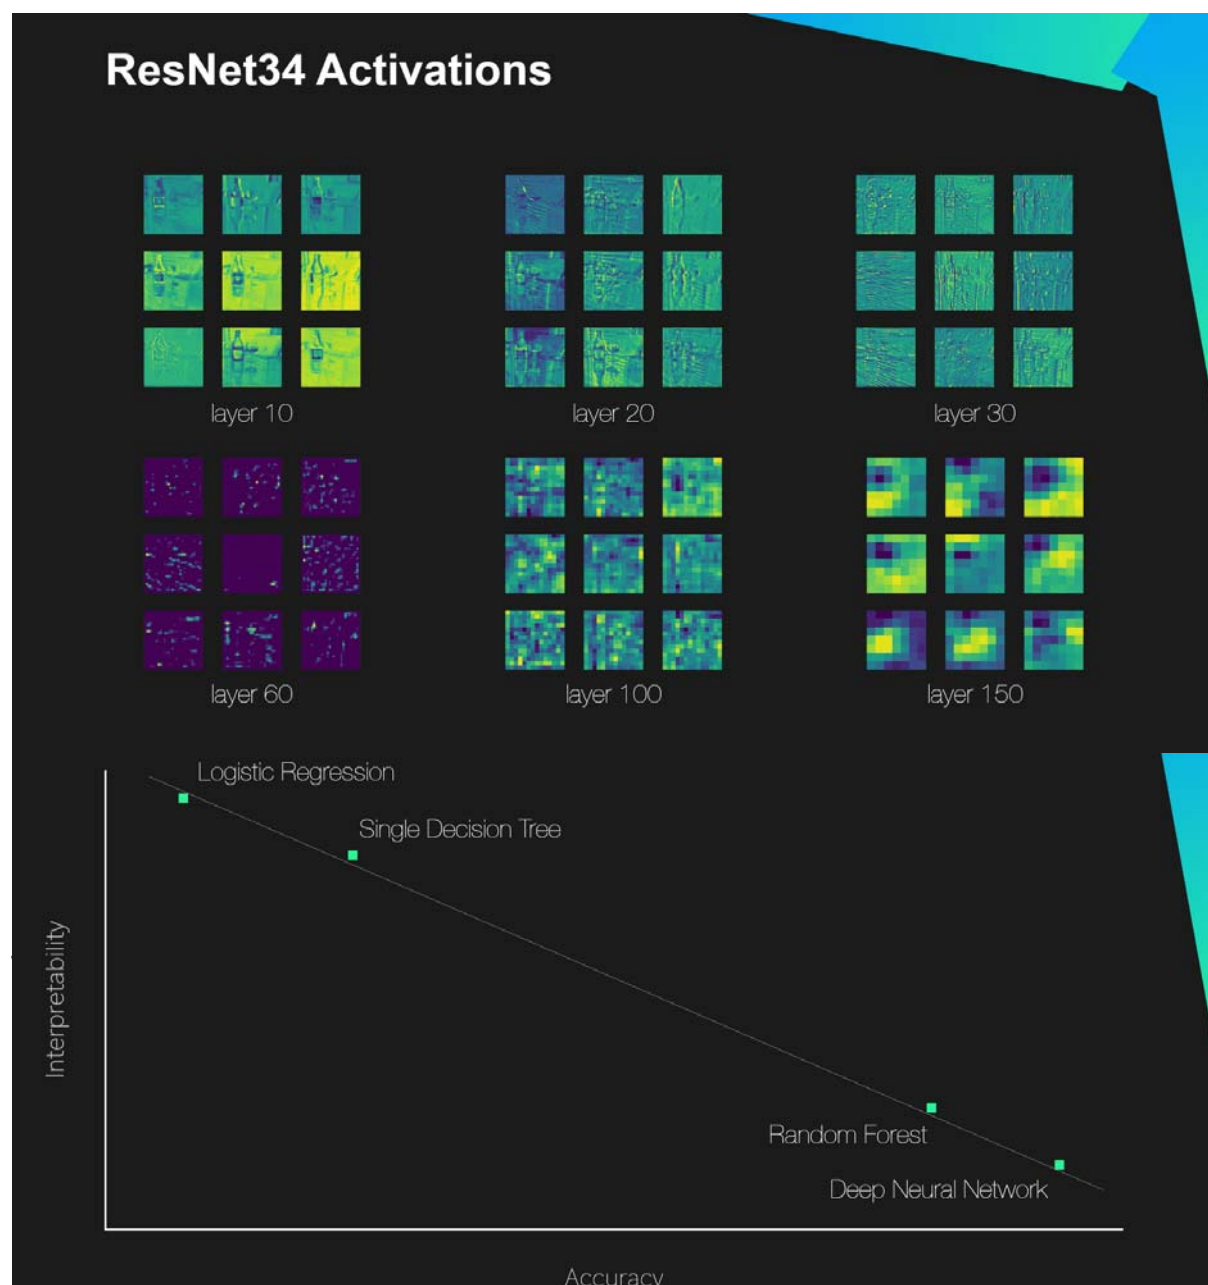 ResNet34 Activations
layer 10
layer 20
layer 30
layer 60
layer 100
layer 150
Logistic Regression
Single Decision Tree
Interpretability
Random Forest
Deep Neural Network
Accuracy